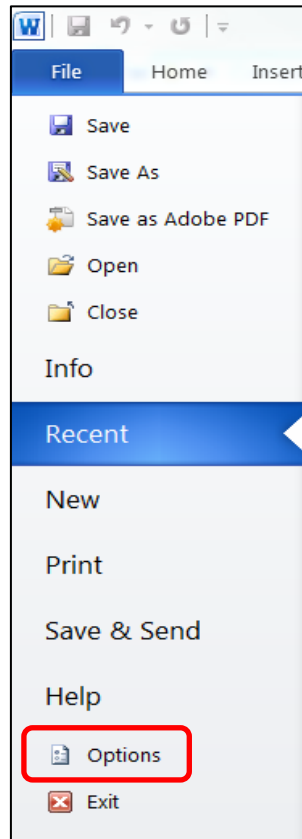 W
File Home Insert
Save
Save As
Save as Adobe PDF
Open
Close
Info
Recent
New
Print
Save & Send
Help
Options
Exit